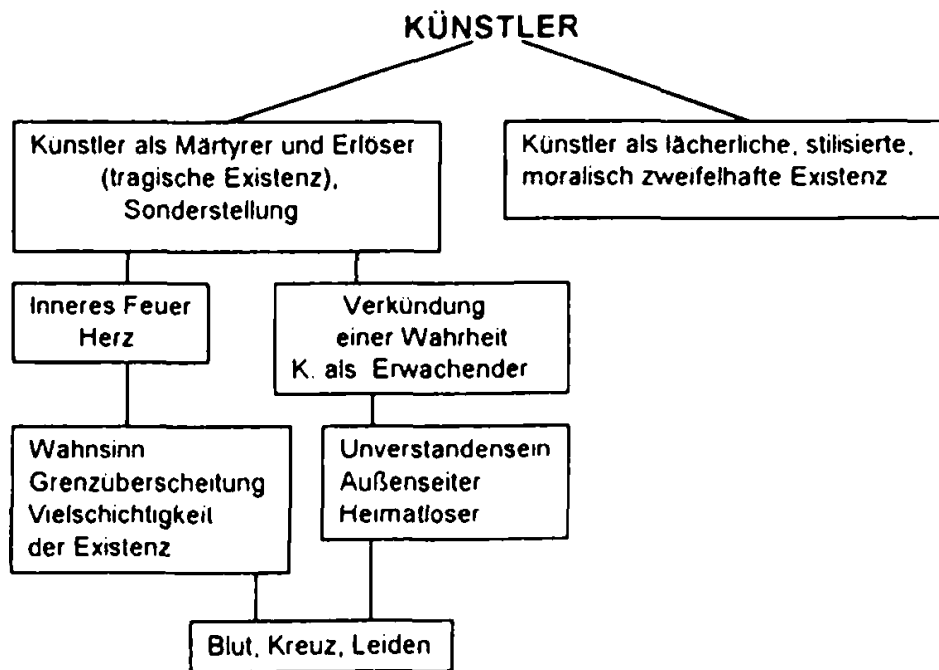 KÜNSTLER
Künstler als Märtyrer und Erlöser
(tragische Existenz),
Sonderstellung
Künstler als lächerliche, stilisierte,
moralisch zweifelhafte Existenz
Inneres Feuer
Herz
Verkündung
einer Wahrheit
K. als Erwachender
Wahnsinn
Grenzüberscheitung
Vielschichtigkeit
der Existenz
Unverstandensein
Außenseiter
Heimatloser
Blut, Kreuz, Leiden